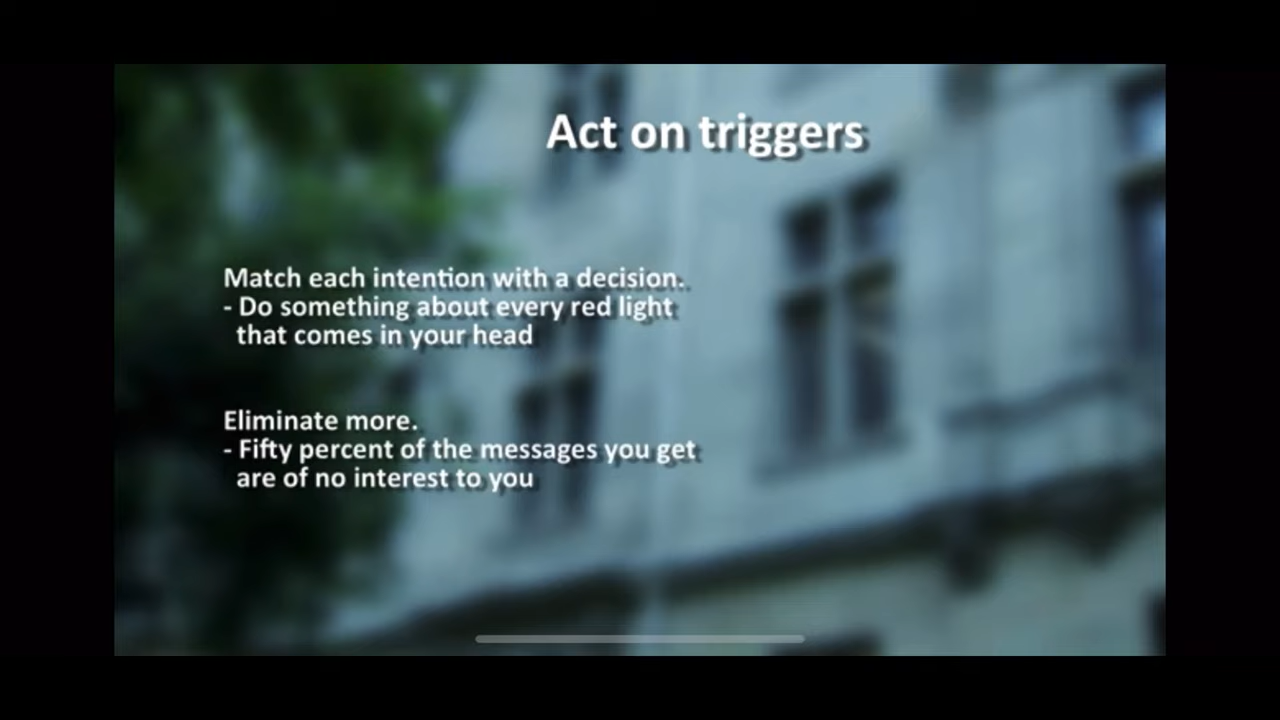 Act on triggers
Match each intention with a decision.
- Do something about every red light
that comes in your head
Eliminate more.
- Fifty percent of the messages you get
are of no interest to you